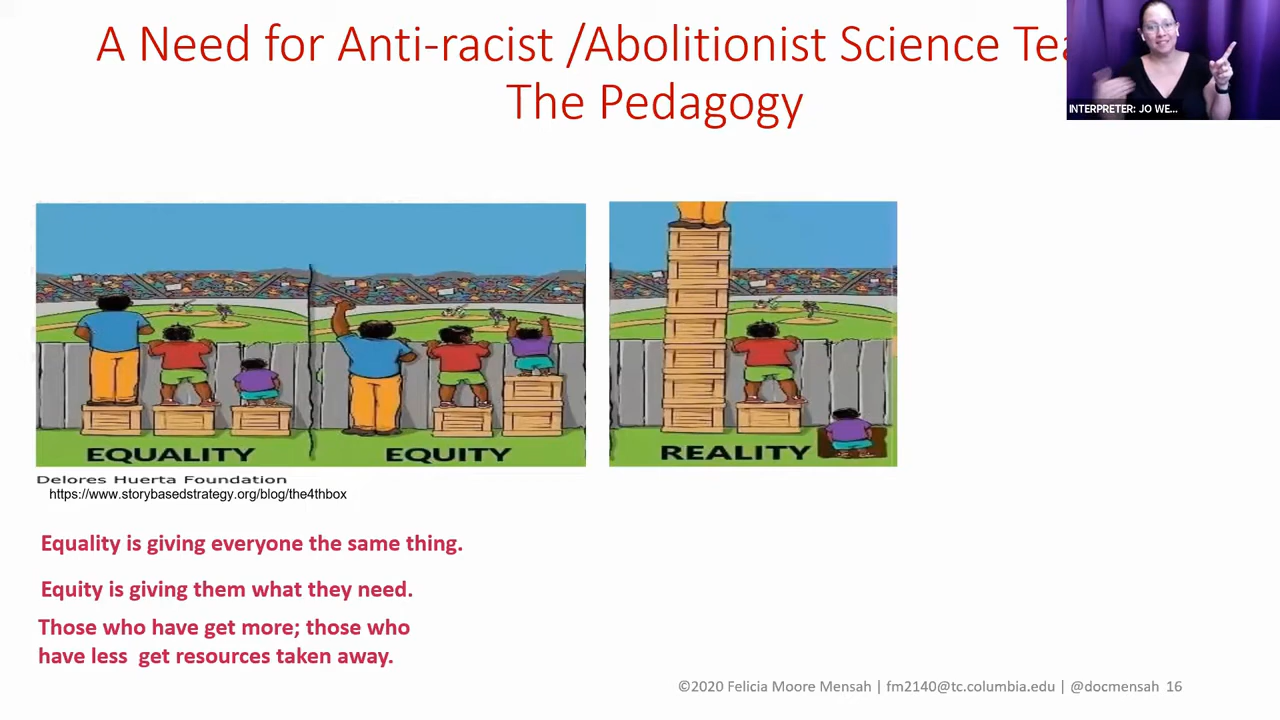 A Need for Anti-racist /Abolitionist Science
The Pedagogy
INTERPRETER: JO WE...
EQUALITY
EQUITY
REALITY
Delores Huerta Foundation
https://www.storybasedstrategy.org/blog/the4thbox
Equality is giving everyone the same thing.
Equity is giving them what they need.
Those who have get more; those who
have less get resources taken away.
©2020 Felicia Moore Mensah | fm2140@tc.columbia.edu | @docmensah 16